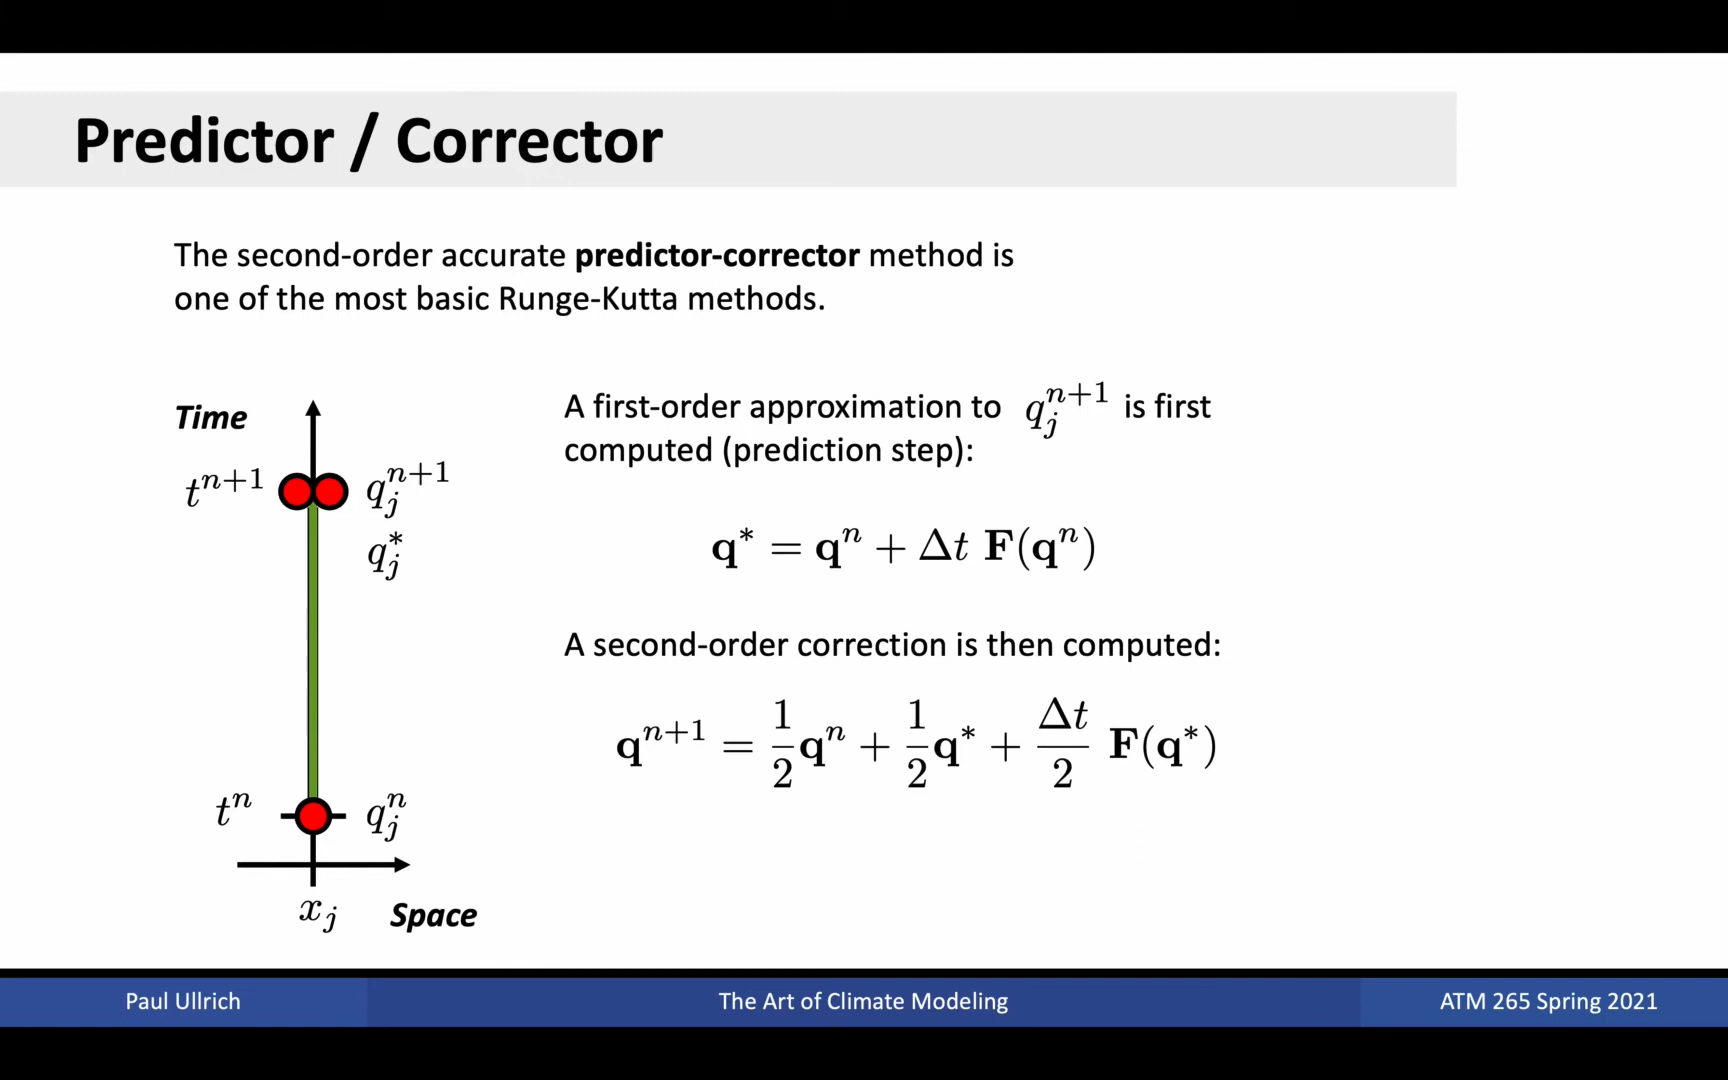 Predictor / Corrector
The second-order accurate predictor-corrector method is
one of the most basic Runge-Kutta methods.
Time
t^{n+1} q_j^{n+1}
q_j^*
t^n q_j^n
x_j Space
A first-order approximation to q_j^{n+1} is first
computed (prediction step):
q^* = q^n + Δt F(q^n)
A second-order correction is then computed:
q^{n+1} = \frac{1}{2}q^n + \frac{1}{2}q^* + \frac{Δt}{2} F(q^*)
Paul Ullrich
The Art of Climate Modeling
ATM 265 Spring 2021